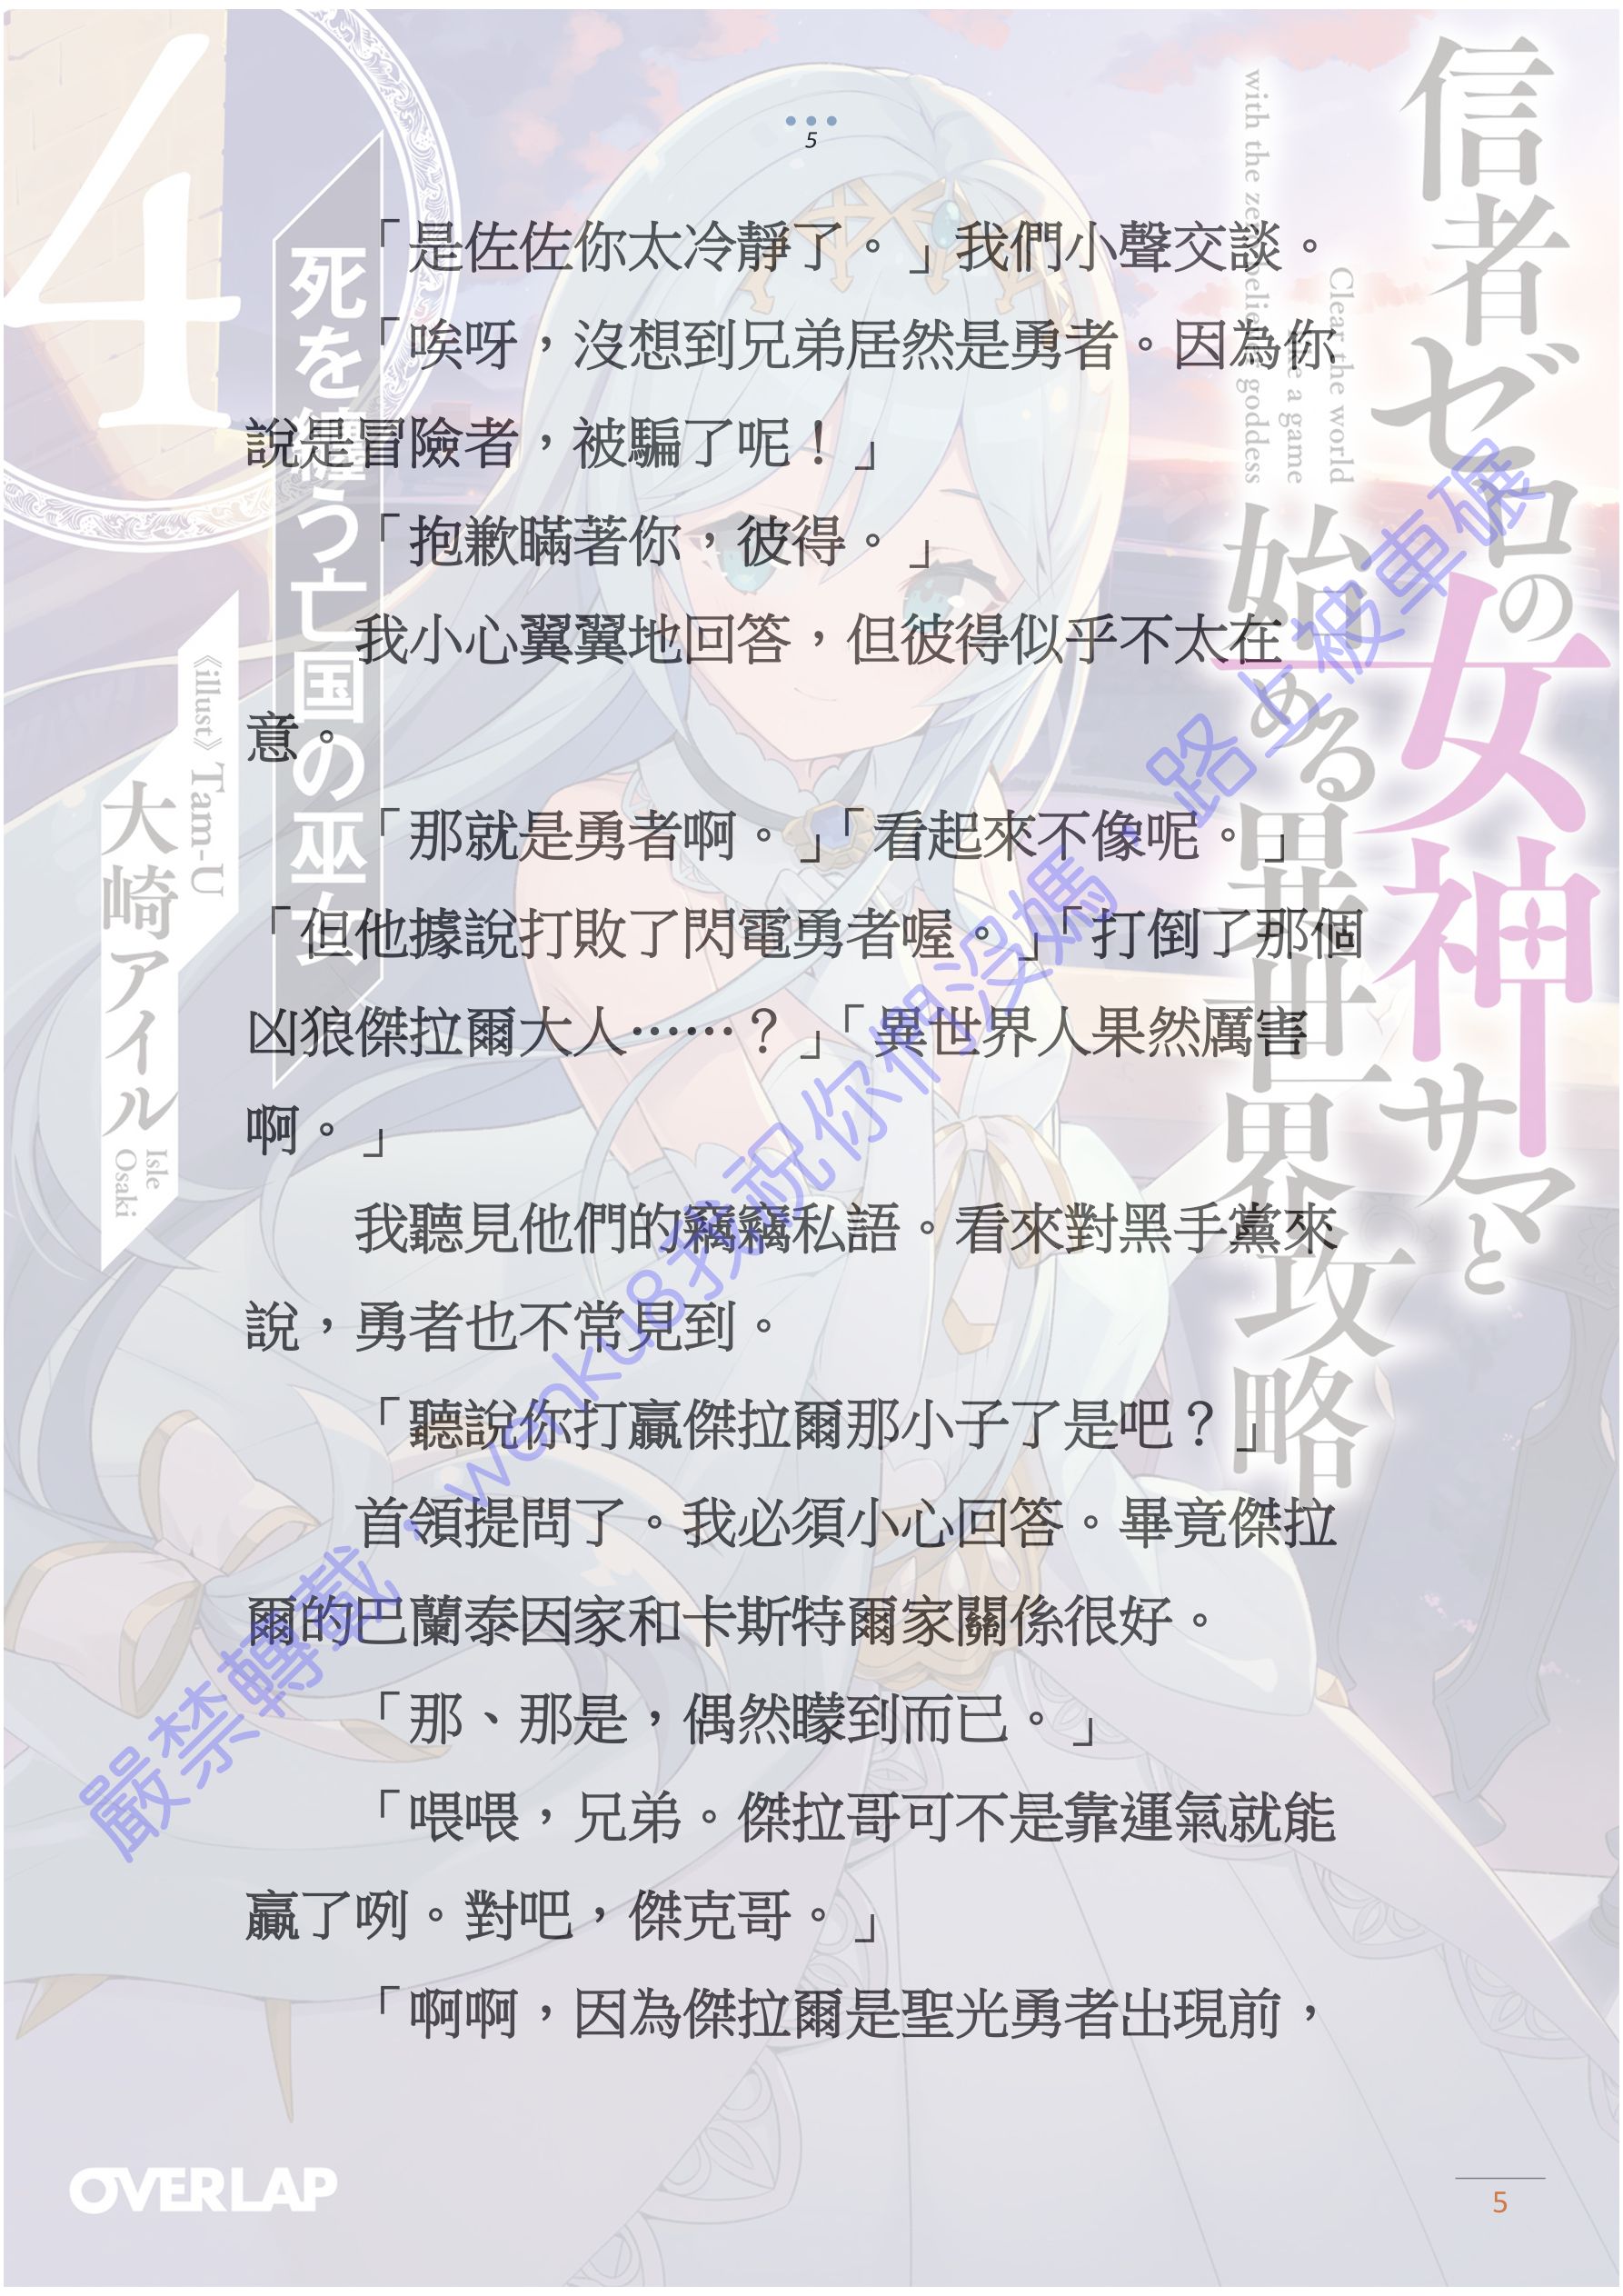 5
「是佐佐你太冷靜了。」我們小聲交談。
「唉呀，沒想到兄弟居然是勇者。因為你
說是冒險者，被騙了呢！」
「抱歉瞞著你，彼得。」
我小心翼翼地回答，但彼得似乎不太在
意。
「那就是勇者啊。」「看起來不像呢。」
「但他據說打敗了閃電勇者喔。」「打倒了那個
凶狼傑拉爾大人……？」「異世界人果然厲害
啊。」
我聽見他們的竊竊私語。看來對黑手黨來
說，勇者也不常見到。
「聽說你打贏傑拉爾那小子了是吧？」
首領提問了。我必須小心回答。畢竟傑拉
爾的巴蘭泰因家和卡斯特爾家關係很好。
「那、那是，偶然矇到而已。」
「喂喂，兄弟。傑拉哥可不是靠運氣就能
贏了咧。對吧，傑克哥。」
「啊啊，因為傑拉爾是聖光勇者出現前，
5
信者ゼロの女神サマと
始める異世界攻略
Clear the world
like a game
with the zero believer goddess
4
死を纏う亡国の巫女
《illust》Tam-U
大崎アイル
Isle
Osaki
OVERLAP
嚴禁轉載，wenku8我祝你們沒媽，路上被車碾